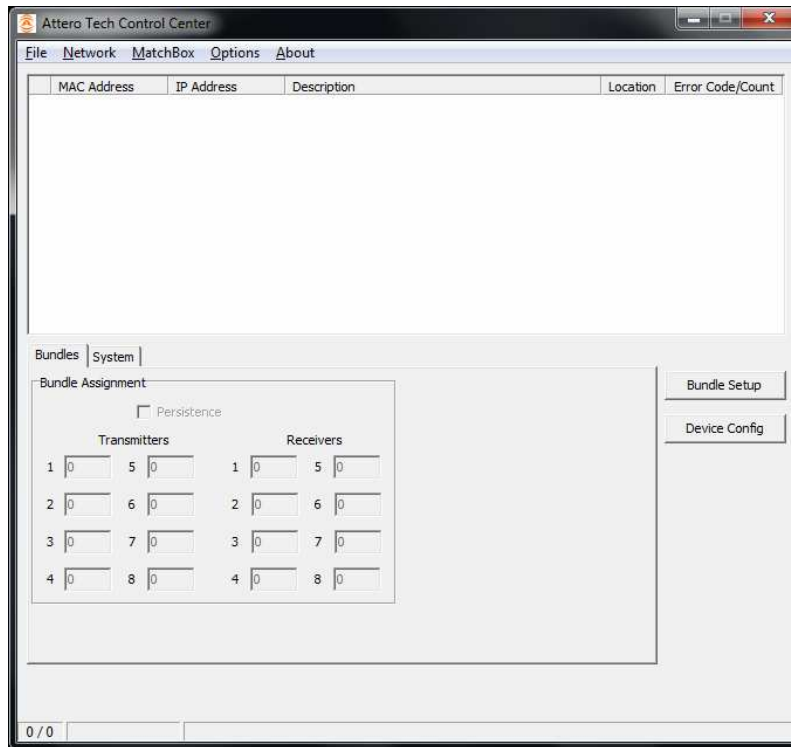 Attero Tech Control Center
File Network MatchBox Options About
MAC Address IP Address Description Location Error Code/Count
Bundles System
Bundle Assignment
Bundle Setup
Persistence
Device Config
Transmitters Receivers
1 0 5 0 1 0 5 0
2 0 6 0 2 0 6 0
3 0 7 0 3 0 7 0
4 0 8 0 4 0 8 0
0 / 0